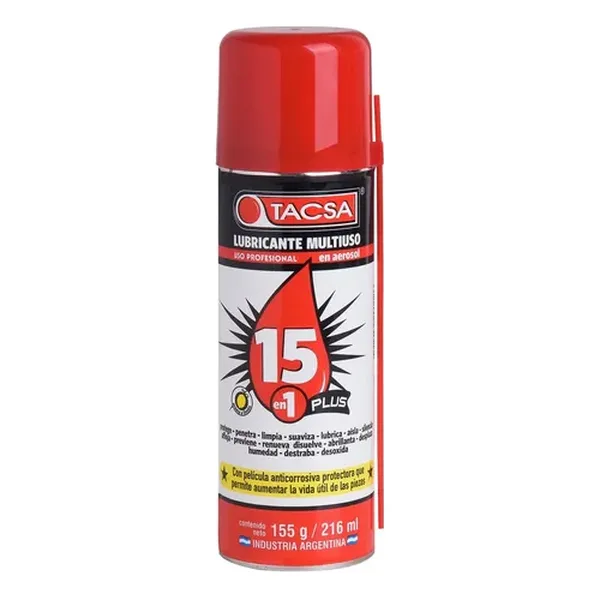 TACSA®
LUBRICANTE MULTIUSO
USO PROFESIONAL en aerosol
15
en 1 PLUS
penetra - limpia - suaviza - lubrica - aisla -
afloja - previene - renueva disuelve - abrillanta -
humedad - destraba - desoxida
Con película anticorrosiva protectora que
permite aumentar la vida útil de las piezas
contenido
neto 155 g / 216 ml
INDUSTRIA ARGENTINA